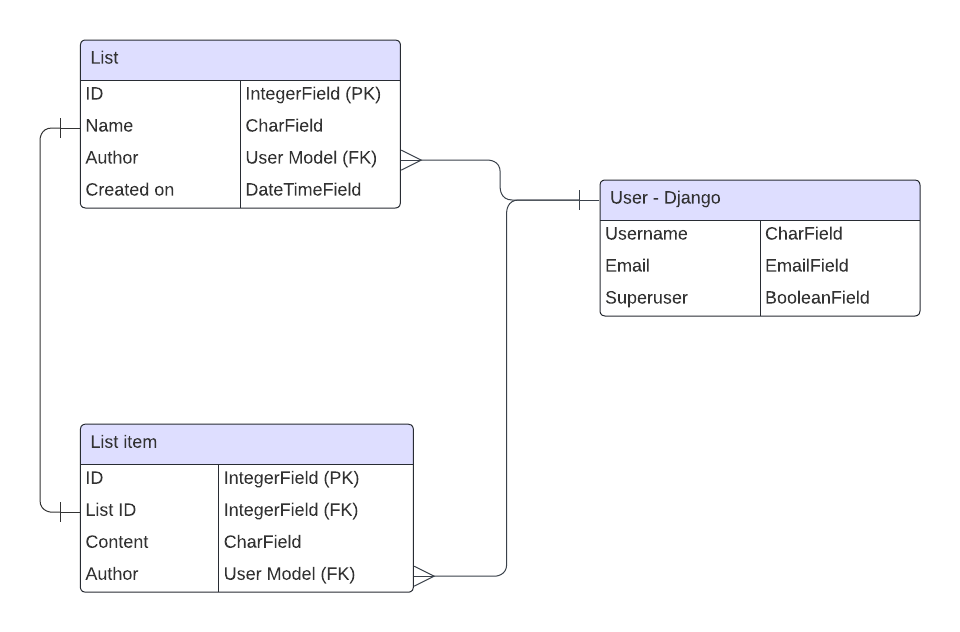 List
ID IntegerField (PK)
Name CharField
Author User Model (FK)
Created on DateTimeField
User - Django
Username CharField
Email EmailField
Superuser BooleanField
List item
ID IntegerField (PK)
List ID IntegerField (FK)
Content CharField
Author User Model (FK)